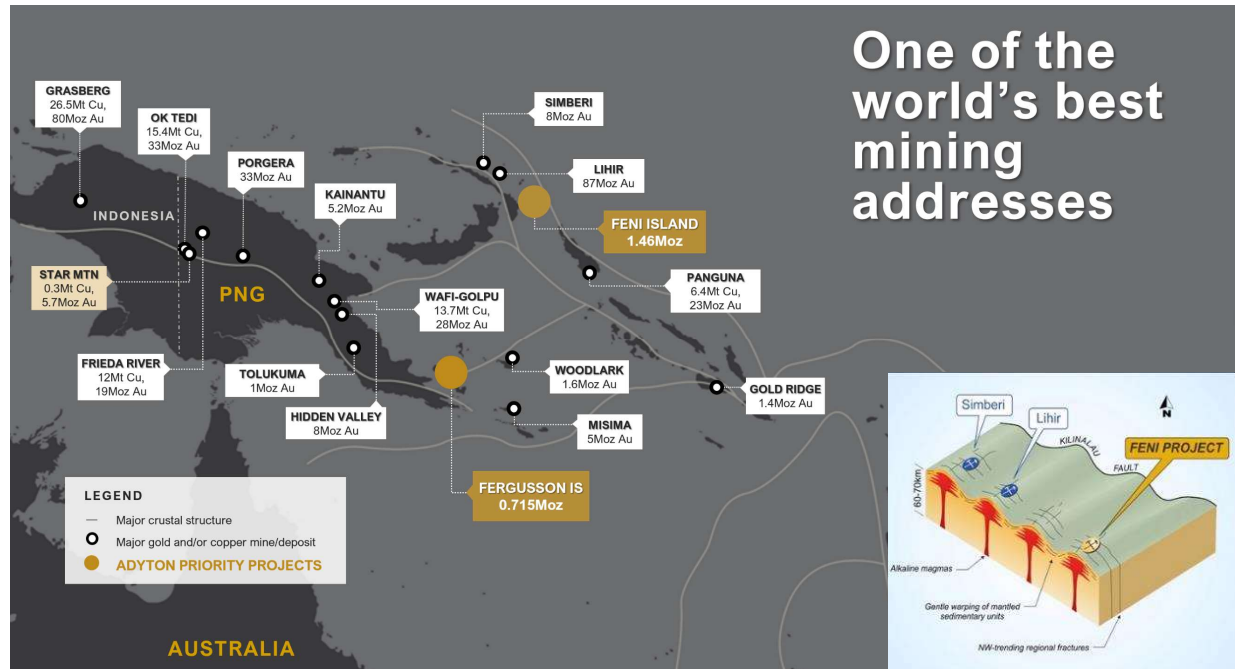 One of the
world's best
mining
addresses
GRASBERG
26.5Mt Cu,
80Moz Au
OK TEDI
15.4Mt Cu,
33Moz Au
PORGERA
33Moz Au
KAINANTU
5.2Moz Au
SIMBERI
8Moz Au
LIHIR
87Moz Au
INDONESIA
FENI ISLAND
1.46Moz
STAR MTN
0.3Mt Cu,
5.7Moz Au
PNG
WAFI-GOLPU
13.7Mt Cu,
28Moz Au
PANGUNA
6.4Mt Cu,
23Moz Au
FRIEDA RIVER
12Mt Cu,
19Moz Au
TOLUKUMA
1Moz Au
HIDDEN VALLEY
8Moz Au
WOODLARK
1.6Moz Au
GOLD RIDGE
1.4Moz Au
MISIMA
5Moz Au
FERGUSSON IS
0.715Moz
LEGEND
Major crustal structure
Major gold and/or copper mine/deposit
ADYTON PRIORITY PROJECTS
AUSTRALIA
Simberi
Lihir
N
KILINALAU
FAULT
FENI PROJECT
60-70km
Alkaline magmas
Gentle warping of mantled
sedimentary units
NW-trending regional fractures